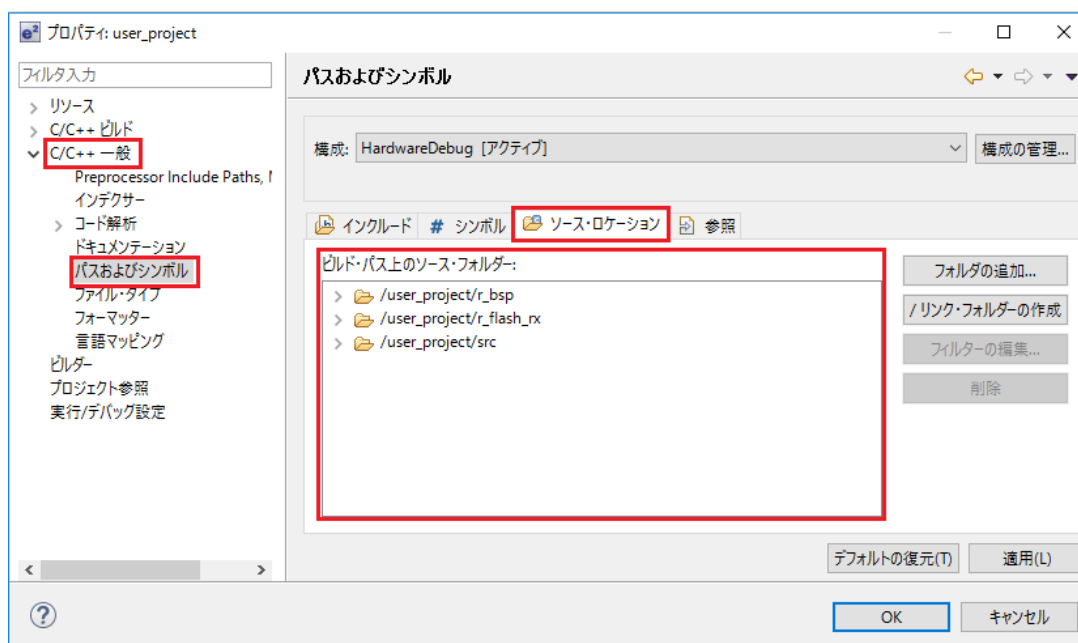 e² プロパティ: user_project
フィルタ入力
リソース
C/C++ ビルド
C/C++ 一般
Preprocessor Include Paths, M
インデクサー
コード解析
ドキュメンテーション
パスおよびシンボル
ファイル・タイプ
フォーマッター
言語マッピング
ビルダー
プロジェクト参照
実行/デバッグ設定
パスおよびシンボル
構成: HardwareDebug [アクティブ] 構成の管理...
インクルード # シンボル ソース・ロケーション 参照
ビルド・パス上のソース・フォルダー:
/user_project/r_bsp
/user_project/r_flash_rx
/user_project/src
フォルダの追加...
/ リンク・フォルダーの作成
フィルターの編集...
削除
デフォルトの復元(T) 適用(L)
? OK キャンセル